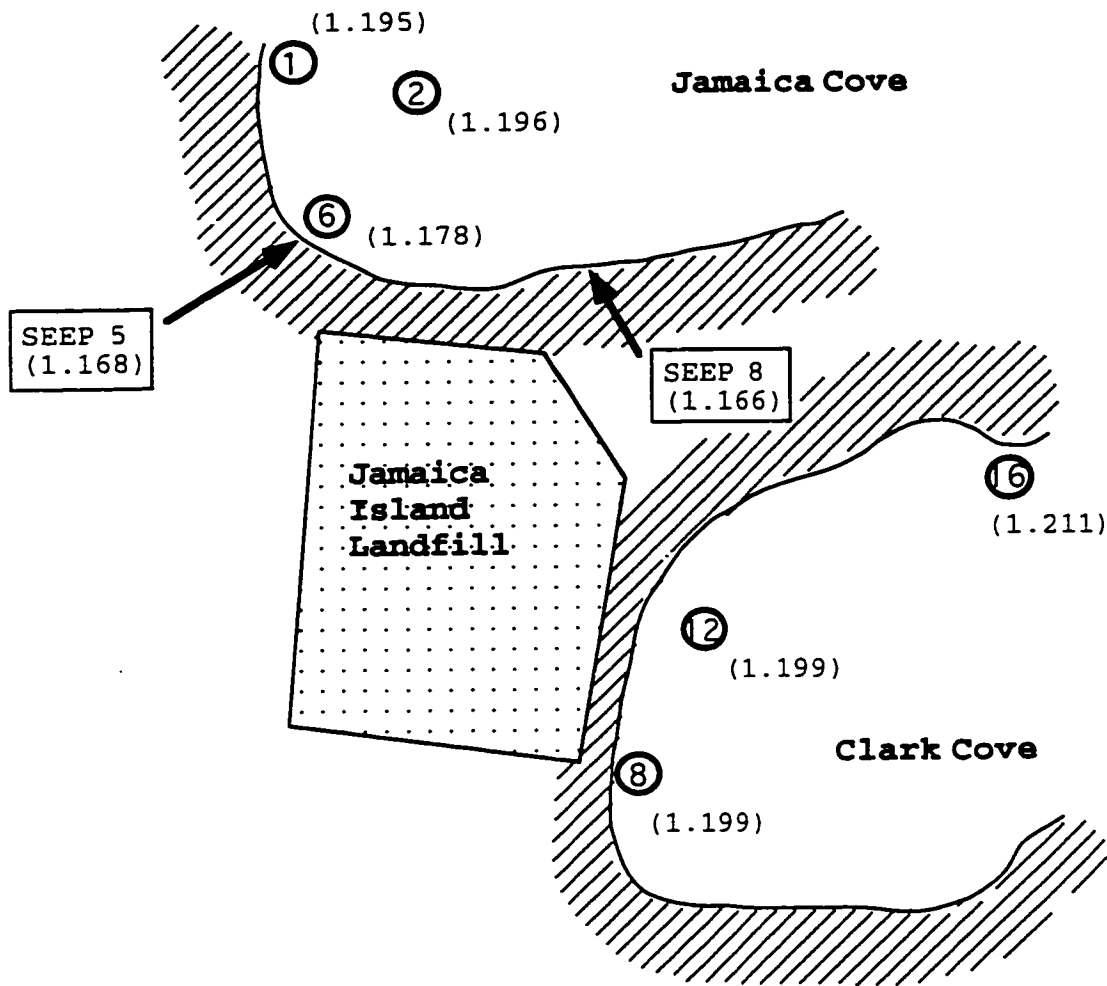 (1.195)
1
2
Jamaica Cove
(1.196)
6
(1.178)
SEEP 5
(1.168)
SEEP 8
(1.166)
Jamaica
Island
Landfill
16
(1.211)
12
(1.199)
Clark Cove
8
(1.199)